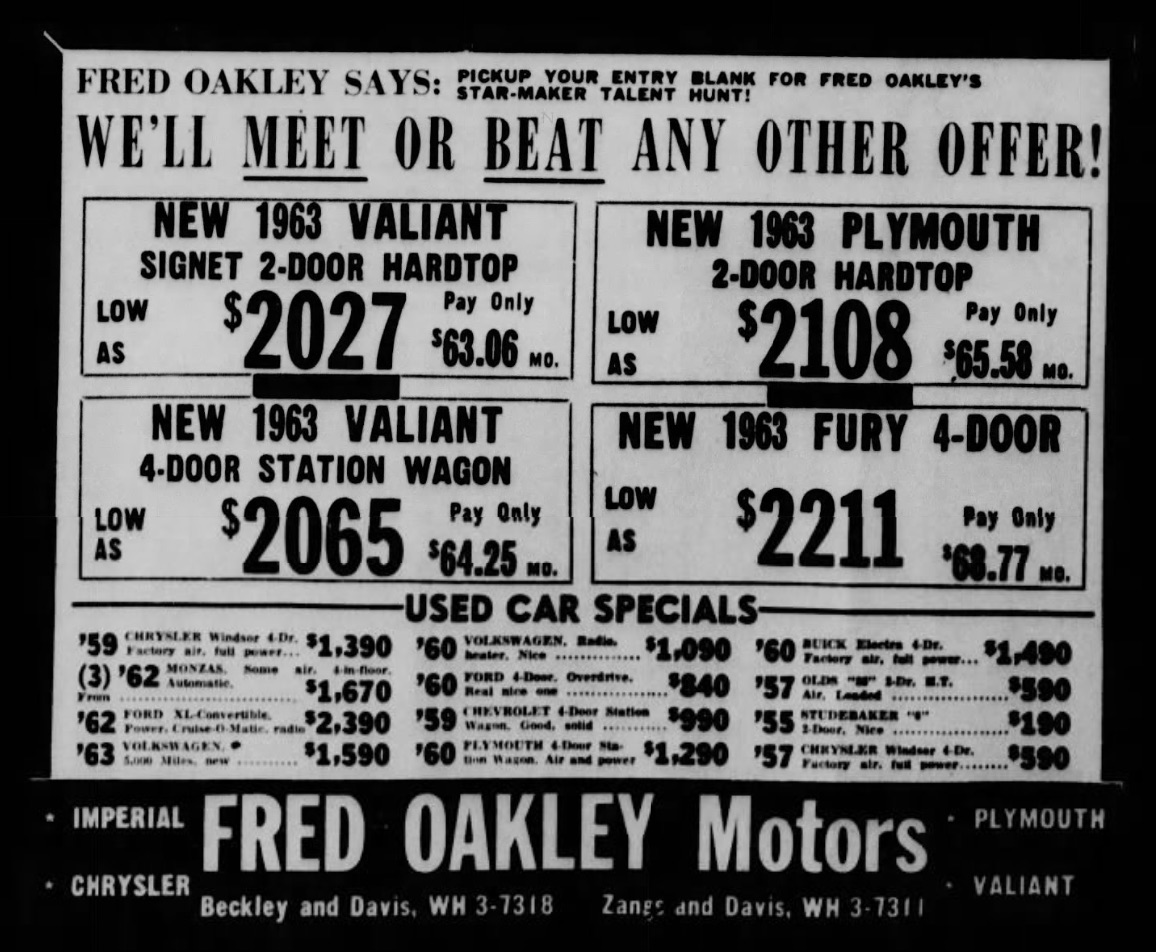 FRED OAKLEY SAYS: PICKUP YOUR ENTRY BLANK FOR FRED OAKLEY'S
STAR-MAKER TALENT HUNT!
WE'LL MEET OR BEAT ANY OTHER OFFER!
NEW 1963 VALIANT
SIGNET 2-DOOR HARDTOP
LOW AS $2027 Pay Only $63.06 MO.
NEW 1963 PLYMOUTH
2-DOOR HARDTOP
LOW AS $2108 Pay Only $65.58 MO.
NEW 1963 VALIANT
4-DOOR STATION WAGON
LOW AS $2065 Pay Only $64.25 MO.
NEW 1963 FURY 4-DOOR
LOW AS $2211 Pay Only $68.77 MO.
USED CAR SPECIALS
'59 CHRYSLER Windsor 4-Dr.
Factory air, full power... $1,390
(3) '62 MONZAS. Some air. 4-in-floor.
Automatic.
From ........ $1,670
'62 FORD XL-Convertible,
Power, Cruise-O-Matic, radio $2,390
'63 VOLKSWAGEN.
5,000 Miles, new .......... $1,590
'60 VOLKSWAGEN, Radio,
heater, Nice ............. $1,090
'60 FORD 4-Door. Overdrive.
Real nice one .................. $840
'59 CHEVROLET 4-Door Station
Wagon. Good, solid ......... $990
'60 PLYMOUTH 4-Door Sta-
tion Wagon. Air and power $1,290
'60 BUICK Electra 4-Dr.
Factory air, full power... $1,490
'57 OLDS 2-Dr. H.T.
Air. Loaded .................. $590
'55 STUDEBAKER
2-Door, Nice .................. $190
'57 CHRYSLER Windsor 4-Dr.
Factory air, full power........ $590
* IMPERIAL
* CHRYSLER
FRED OAKLEY Motors
* PLYMOUTH
* VALIANT
Beckley and Davis, WH 3-7318 Zangs and Davis, WH 3-7311